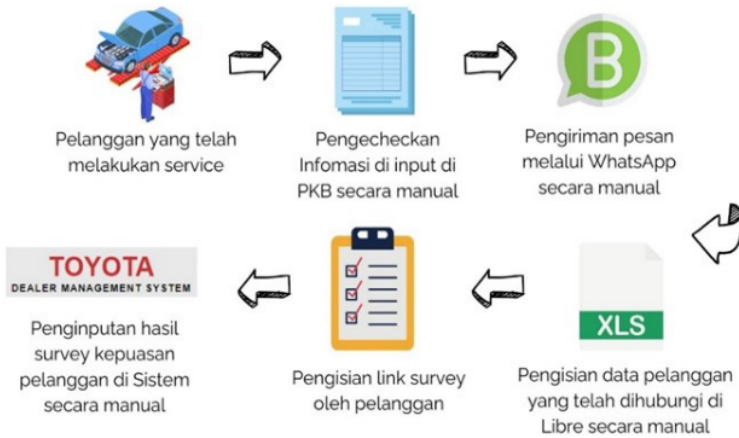 Pelanggan yang telah
melakukan service
Pengecheckan
Infomasi di input di
PKB secara manual
B
Pengiriman pesan
melalui WhatsApp
secara manual
XLS
Pengisian data pelanggan
yang telah dihubungi di
Libre secara manual
Pengisian link survey
oleh pelanggan
TOYOTA
DEALER MANAGEMENT SYSTEM
Penginputan hasil
survey kepuasan
pelanggan di Sistem
secara manual